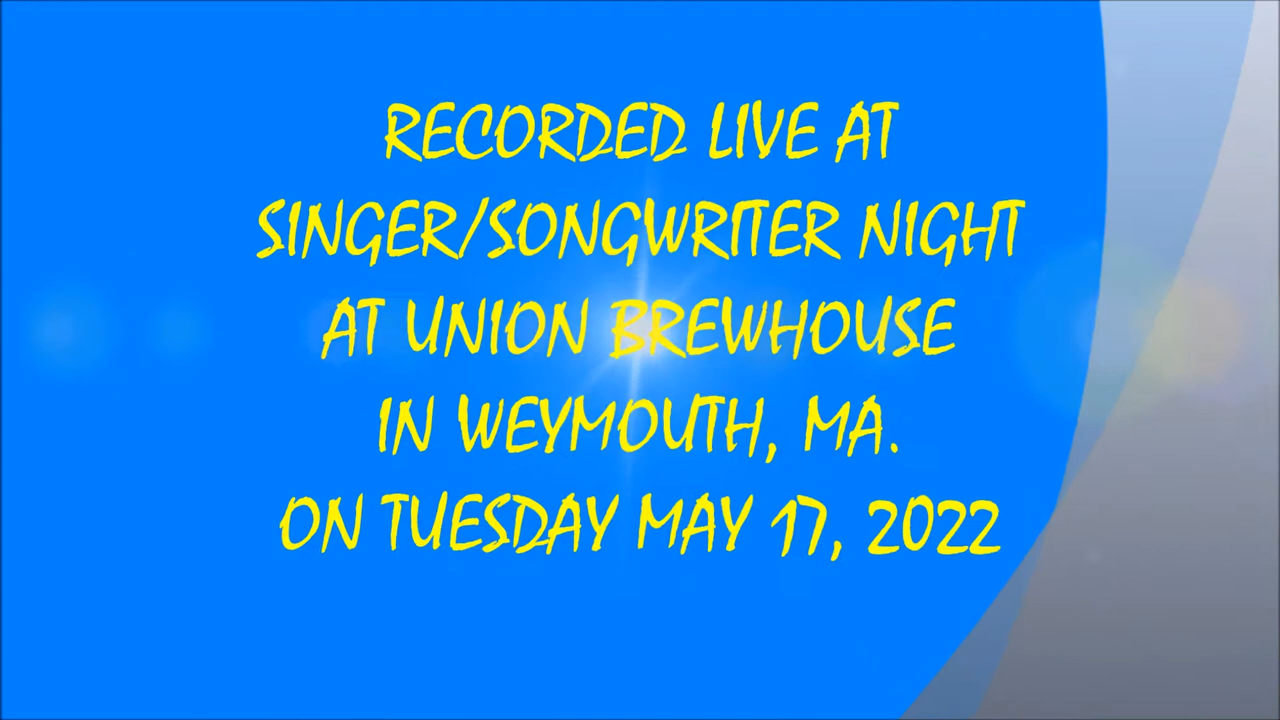 RECORDED LIVE AT
SINGER/SONGWRITER NIGHT
AT UNION BREWHOUSE
IN WEYMOUTH, MA.
ON TUESDAY MAY 17, 2022